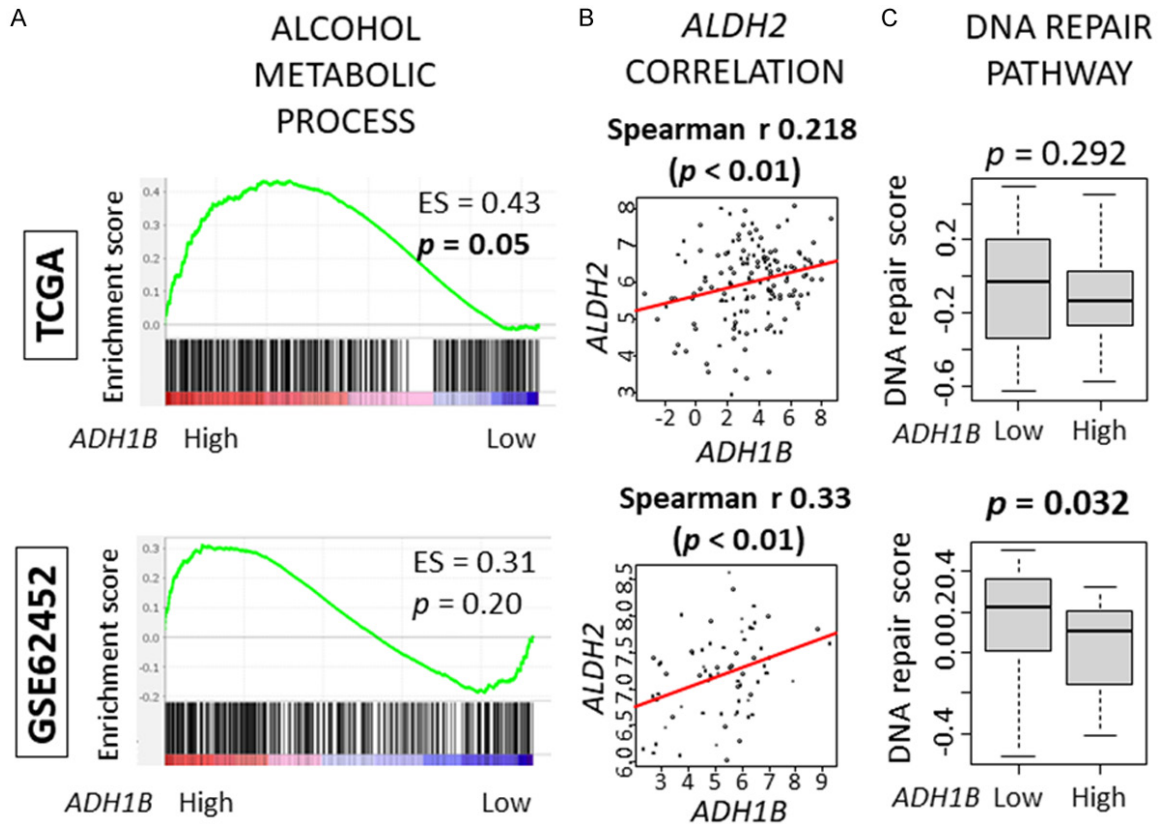 A
ALCOHOL
METABOLIC
PROCESS
B
ALDH2
CORRELATION
C
DNA REPAIR
PATHWAY
TCGA
Enrichment score
0.4
0.3
0.2
0.1
0.0
ES = 0.43
p = 0.05
ADH1B High Low
Spearman r 0.218
(p < 0.01)
ALDH2
8
7
6
5
4
3
-2 0 2 4 6 8
ADH1B
p = 0.292
DNA repair score
0.2
-0.2
-0.6
ADH1B Low High
GSE62452
Enrichment score
0.3
0.2
0.1
0.0
-0.1
-0.2
ES = 0.31
p = 0.20
ADH1B High Low
Spearman r 0.33
(p < 0.01)
ALDH2
8.5
8.0
7.5
7.0
6.5
6.0
3 4 5 6 7 8 9
ADH1B
p = 0.032
DNA repair score
0.4
0.2
0.0
-0.4
ADH1B Low High